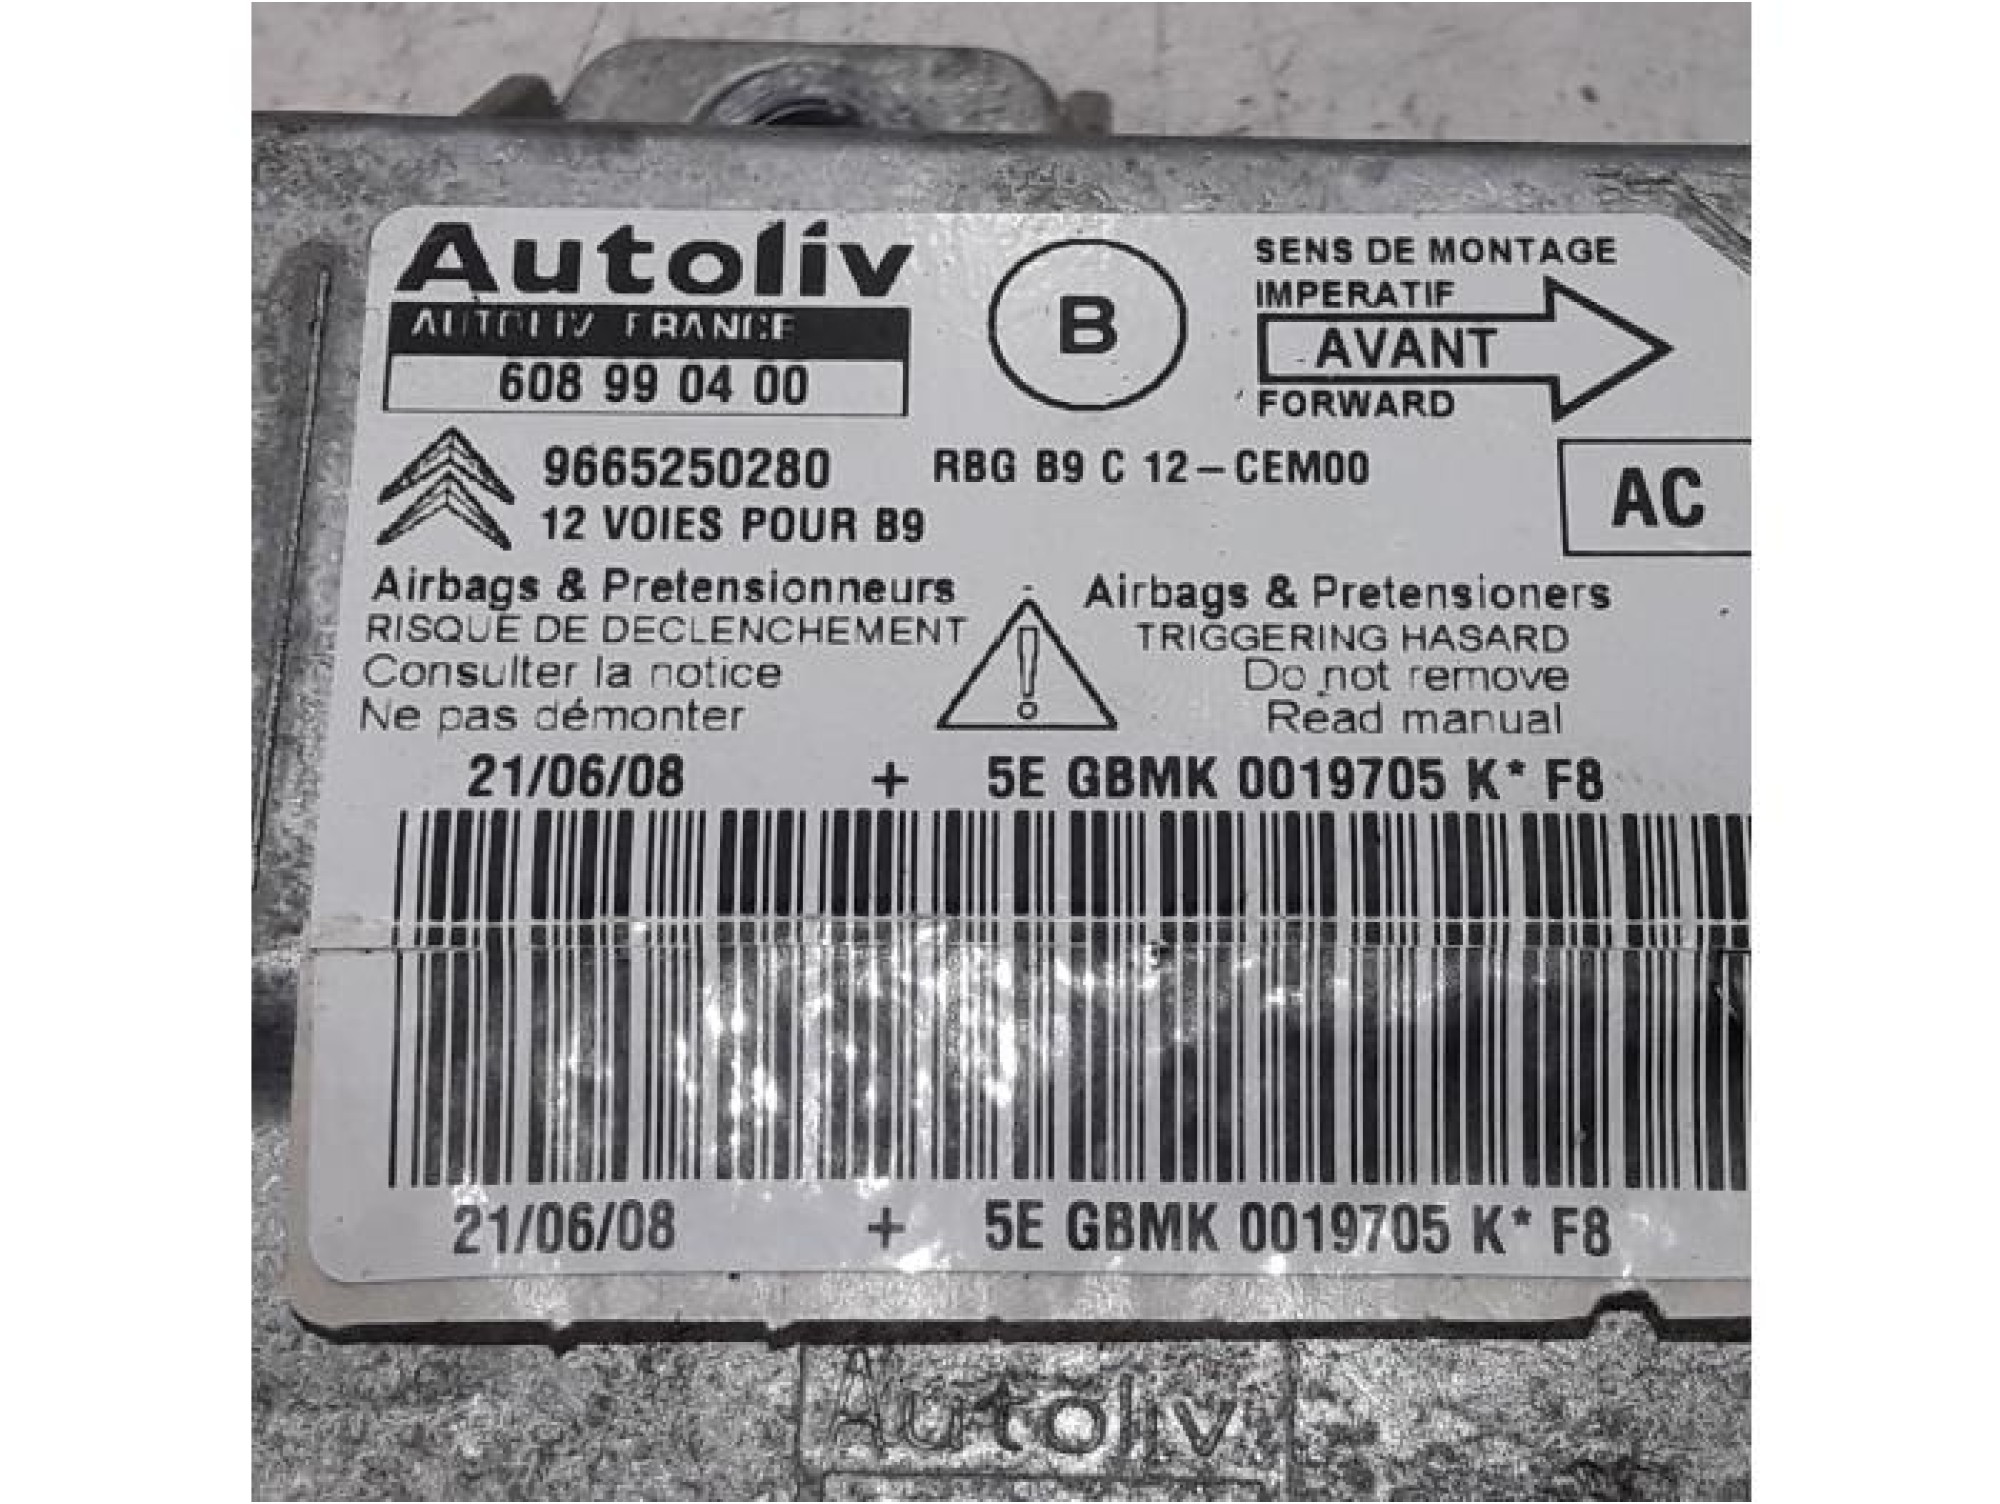 Autoliv
AUTOLIV FRANCE
608 99 04 00
B
SENS DE MONTAGE
IMPERATIF
AVANT
FORWARD
9665250280 RBG B9 C 12-CEM00
12 VOIES POUR B9
AC
Airbags & Pretensionneurs
RISQUE DE DECLENCHEMENT
Consulter la notice
Ne pas démonter
!
Airbags & Pretensioners
TRIGGERING HASARD
Do not remove
Read manual
21/06/08 + 5E GBMK 0019705 K* F8
21/06/08 + 5E GBMK 0019705 K* F8
Autoliv